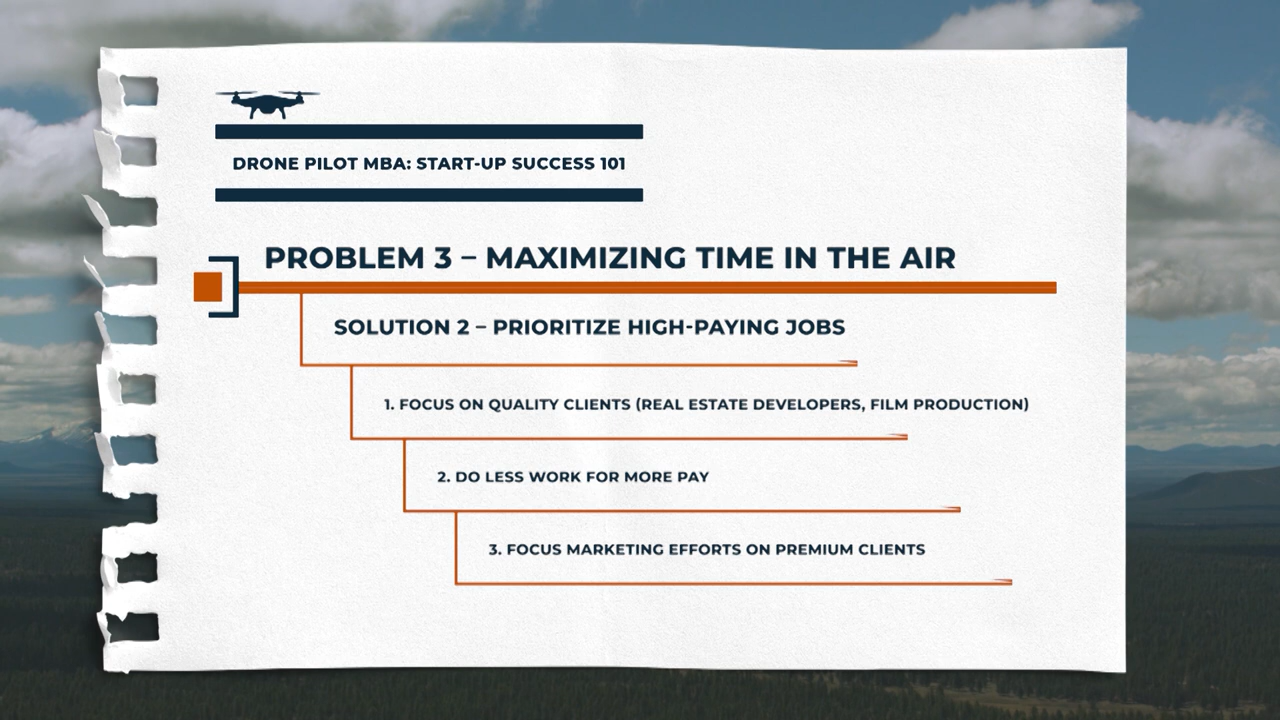 DRONE PILOT MBA: START-UP SUCCESS 101
PROBLEM 3 – MAXIMIZING TIME IN THE AIR
SOLUTION 2 – PRIORITIZE HIGH-PAYING JOBS
1. FOCUS ON QUALITY CLIENTS (REAL ESTATE DEVELOPERS, FILM PRODUCTION)
2. DO LESS WORK FOR MORE PAY
3. FOCUS MARKETING EFFORTS ON PREMIUM CLIENTS